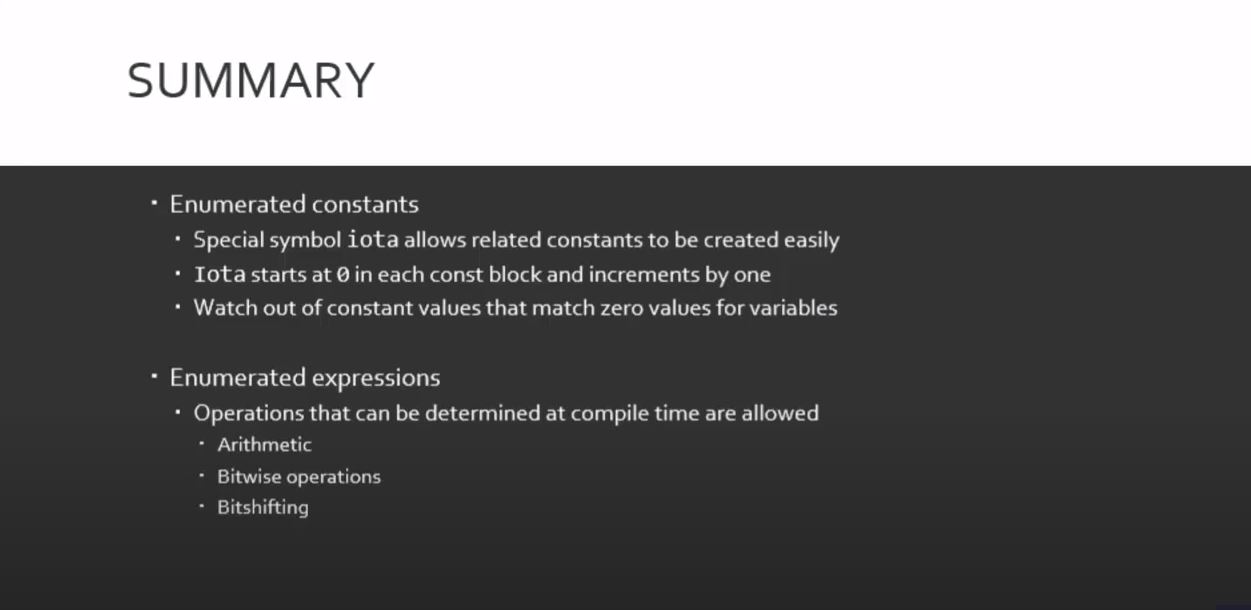 SUMMARY
▪ Enumerated constants
▪ Special symbol iota allows related constants to be created easily
▪ Iota starts at 0 in each const block and increments by one
▪ Watch out of constant values that match zero values for variables
▪ Enumerated expressions
▪ Operations that can be determined at compile time are allowed
▪ Arithmetic
▪ Bitwise operations
▪ Bitshifting